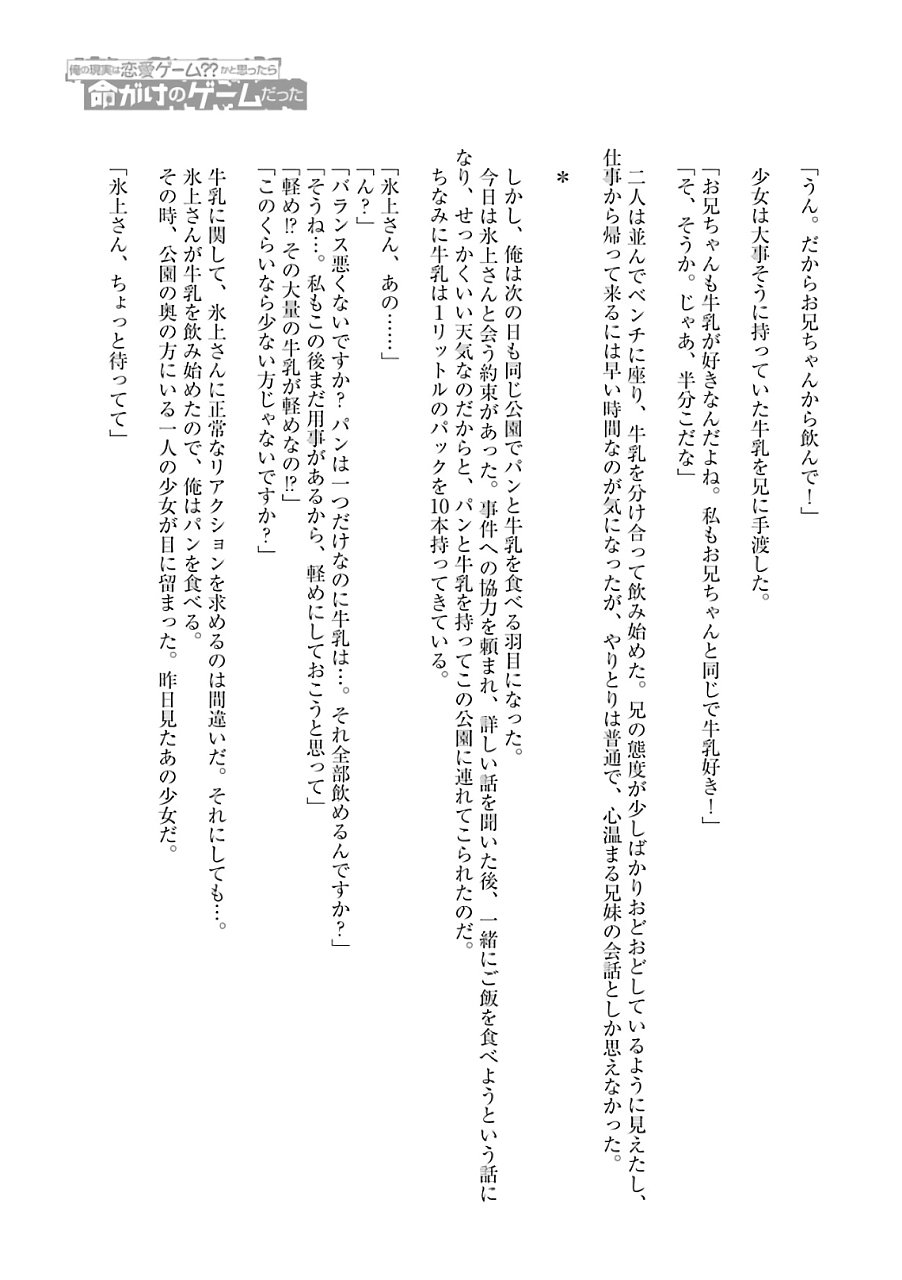 俺の現実は恋愛ゲーム??かと思ったら
命がけのゲームだった
「うん。だからお兄ちゃんから飲んで！」
少女は大事そうに持っていた牛乳を兄に手渡した。
「お兄ちゃんも牛乳が好きなんだよね。私もお兄ちゃんと同じで牛乳好き！」
「そ、そうか。じゃあ、半分こだな」
二人は並んでベンチに座り、牛乳を分け合って飲み始めた。兄の態度が少しばかりおどおどしているように見えたし、
仕事から帰って来るには早い時間なのが気になったが、やりとりは普通で、心温まる兄妹の会話としか思えなかった。
＊
しかし、俺は次の日も同じ公園でパンと牛乳を食べる羽目になった。
今日は氷上さんと会う約束があった。事件への協力を頼まれ、詳しい話を聞いた後、一緒にご飯を食べようという話に
なり、せっかくいい天気なのだからと、パンと牛乳を持ってこの公園に連れてこられたのだ。
ちなみに牛乳は１リットルのパックを10本持ってきている。
「氷上さん、あの……」
「ん？」
「バランス悪くないですか？ パンは一つだけなのに牛乳は…。それ全部飲めるんですか？」
「そうね…。私もこの後まだ用事があるから、軽めにしておこうと思って」
「軽め!? その大量の牛乳が軽めなの!?」
「このくらいなら少ない方じゃないですか？」
牛乳に関して、氷上さんに正常なリアクションを求めるのは間違いだ。それにしても…。
氷上さんが牛乳を飲み始めたので、俺はパンを食べる。
その時、公園の奥の方にいる一人の少女が目に留まった。昨日見たあの少女だ。
「氷上さん、ちょっと待ってて」